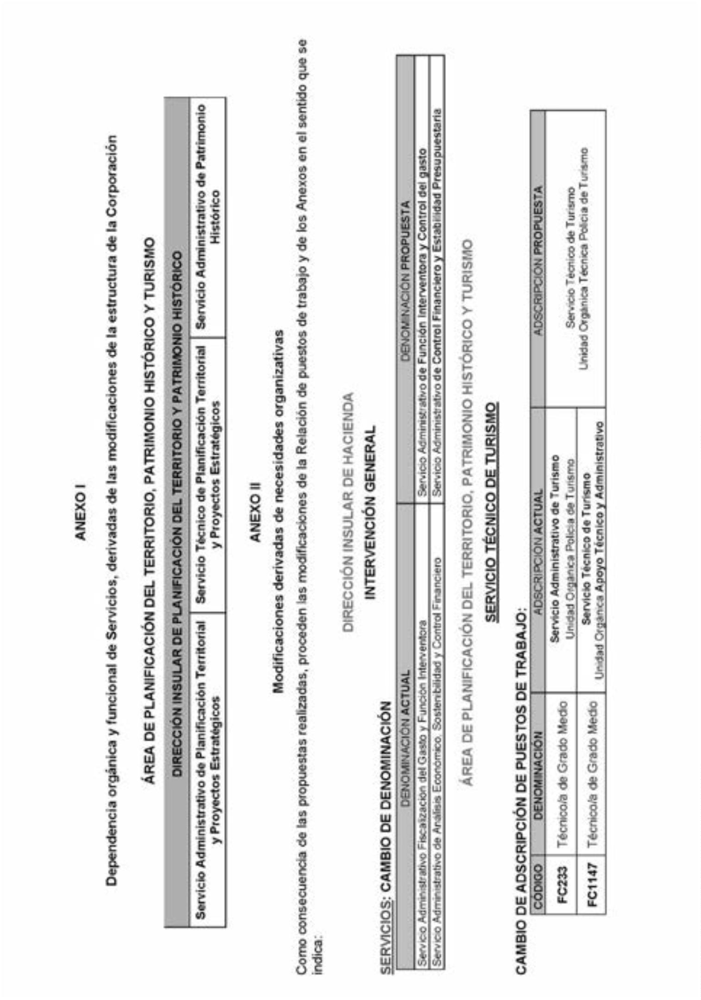 ANEXO I
Dependencia orgánica y funcional de Servicios, derivadas de las modificaciones de la estructura de la Corporación
ÁREA DE PLANIFICACIÓN DEL TERRITORIO, PATRIMONIO HISTÓRICO Y TURISMO
DIRECCIÓN INSULAR DE PLANIFICACIÓN DEL TERRITORIO Y PATRIMONIO HISTÓRICO
Servicio Administrativo de Planificación Territorial
y Proyectos Estratégicos
Servicio Técnico de Planificación Territorial
y Proyectos Estratégicos
Servicio Administrativo de Patrimonio
Histórico
ANEXO II
Modificaciones derivadas de necesidades organizativas
Como consecuencia de las propuestas realizadas, proceden las modificaciones de la Relación de puestos de trabajo y de los Anexos en el sentido que se
indica:
DIRECCIÓN INSULAR DE HACIENDA
INTERVENCIÓN GENERAL
SERVICIOS: CAMBIO DE DENOMINACIÓN
DENOMINACIÓN ACTUAL
DENOMINACIÓN PROPUESTA
Servicio Administrativo Fiscalización del Gasto y Función Interventora
Servicio Administrativo de Función Interventora y Control del gasto
Servicio Administrativo de Análisis Económico, Sostenibilidad y Control Financiero
Servicio Administrativo de Control Financiero y Estabilidad Presupuestaria
ÁREA DE PLANIFICACIÓN DEL TERRITORIO, PATRIMONIO HISTÓRICO Y TURISMO
SERVICIO TÉCNICO DE TURISMO
CAMBIO DE ADSCRIPCIÓN DE PUESTOS DE TRABAJO:
CÓDIGO
DENOMINACIÓN
ADSCRIPCIÓN ACTUAL
ADSCRIPCIÓN PROPUESTA
FC233
Técnico/a de Grado Medio
Servicio Administrativo de Turismo
Unidad Orgánica Policía de Turismo
Servicio Técnico de Turismo
Unidad Orgánica Técnica Policía de Turismo
FC1147
Técnico/a de Grado Medio
Servicio Técnico de Turismo
Unidad Orgánica Apoyo Técnico y Administrativo